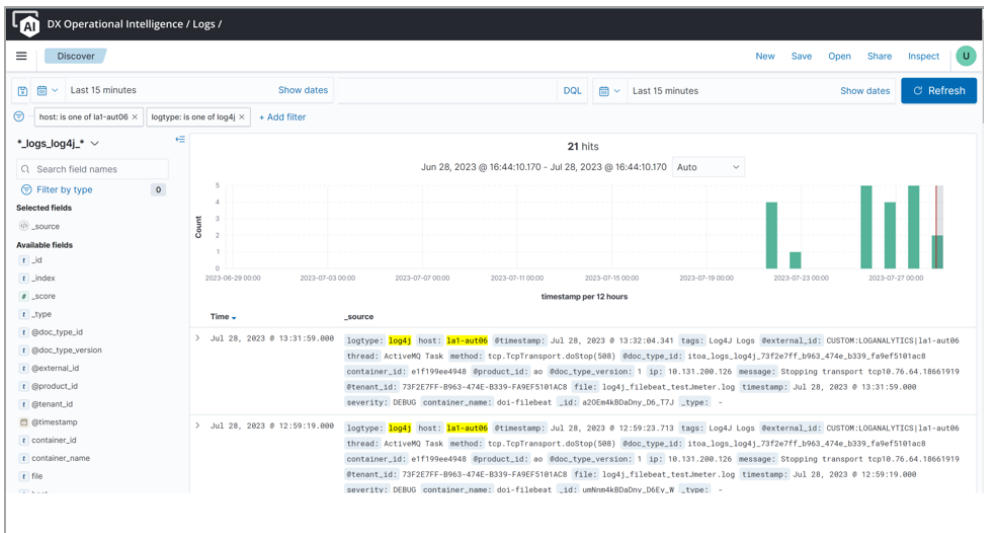 AI DX Operational Intelligence / Logs /
Discover New Save Open Share Inspect U
Last 15 minutes Show dates DQL Last 15 minutes Show dates Refresh
host: is one of la1-aut06 × logtype: is one of log4j × + Add filter
*_logs_log4j_*
Search field names
Filter by type 0
Selected fields
_source
Available fields
t _id
t _index
# _score
t _type
t @doc_type_id
t @doc_type_version
t @external_id
t @product_id
t @tenant_id
@timestamp
t container_id
t container_name
t file
21 hits
Jun 28, 2023 @ 16:44:10.170 - Jul 28, 2023 @ 16:44:10.170 Auto
Count
5
4
3
2
1
0
2023-06-29 00:00 2023-07-03 00:00 2023-07-07 00:00 2023-07-11 00:00 2023-07-15 00:00 2023-07-19 00:00 2023-07-23 00:00 2023-07-27 00:00
timestamp per 12 hours
Time _source
Jul 28, 2023 @ 13:31:59.000 logtype: log4j host: la1-aut06 @timestamp: Jul 28, 2023 @ 13:32:04.341 tags: Log4J Logs @external_id: CUSTOM:LOGANALYTICS|la1-aut06
thread: ActiveMQ Task method: tcp.TcpTransport.doStop(508) @doc_type_id: itoa_logs_log4j_73f2e7ff_b963_474e_b339_fa9ef5101ac8
container_id: e1f199ee4948 @product_id: ao @doc_type_version: 1 ip: 10.131.200.126 message: Stopping transport tcp10.76.64.18661919
@tenant_id: 73F2E7FF-B963-474E-B339-FA9EF5101AC8 file: log4j_filebeat_testJmeter.log timestamp: Jul 28, 2023 @ 13:31:59.000
severity: DEBUG container_name: doi-filebeat _id: a2OEm4kBDaDny_D6_T7J _type: -
Jul 28, 2023 @ 12:59:19.000 logtype: log4j host: la1-aut06 @timestamp: Jul 28, 2023 @ 12:59:23.713 tags: Log4J Logs @external_id: CUSTOM:LOGANALYTICS|la1-aut06
thread: ActiveMQ Task method: tcp.TcpTransport.doStop(508) @doc_type_id: itoa_logs_log4j_73f2e7ff_b963_474e_b339_fa9ef5101ac8
container_id: e1f199ee4948 @product_id: ao @doc_type_version: 1 ip: 10.131.200.126 message: Stopping transport tcp10.76.64.18661919
@tenant_id: 73F2E7FF-B963-474E-B339-FA9EF5101AC8 file: log4j_filebeat_testJmeter.log timestamp: Jul 28, 2023 @ 12:59:19.000
severity: DEBUG container_name: doi-filebeat _id: umNnm4kBDaDny_D6Ey_W _type: -